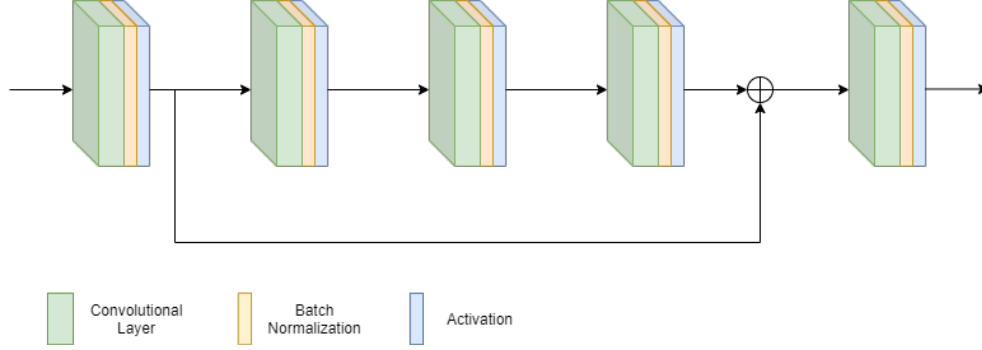 Convolutional
Layer
Batch
Normalization
Activation